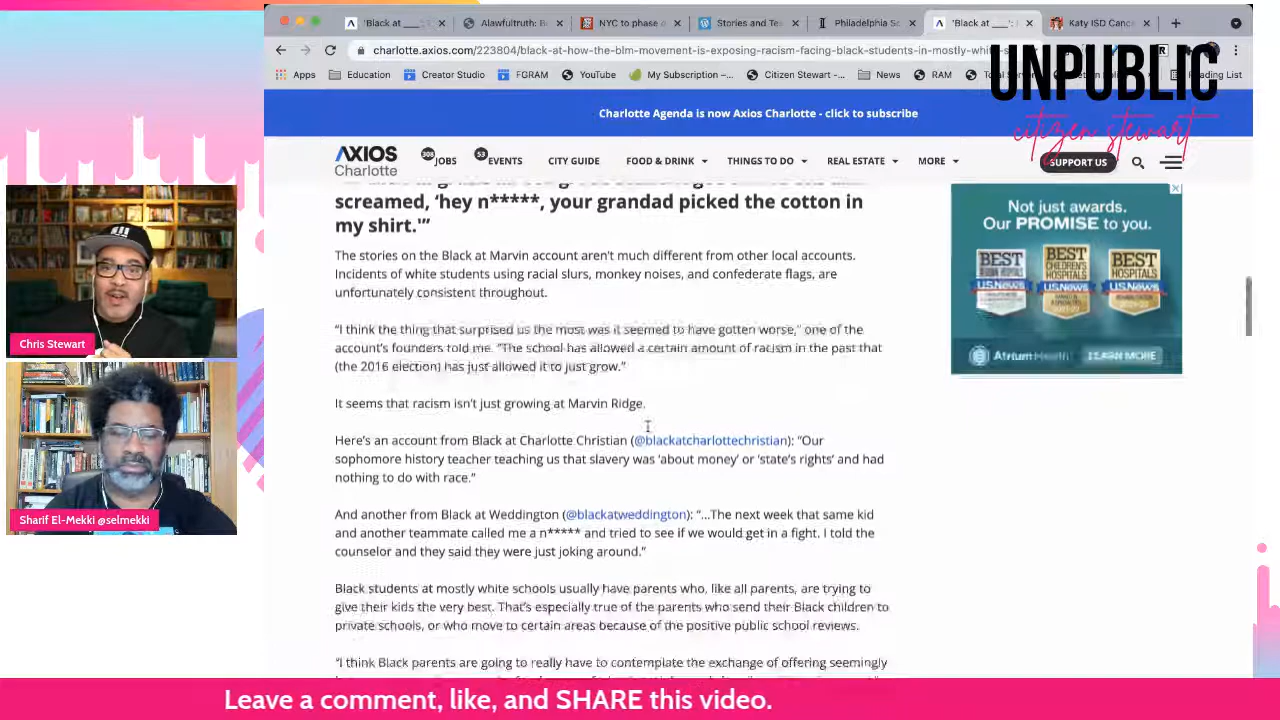 'Black at ___':
Alawfultruth: B
NYC to phase o
Stories and Te
Philadelphia Sc
'Black at ___':
Katy ISD Canc
charlotte.axios.com/223804/black-at-how-the-blm-movement-is-exposing-racism-facing-black-students-in-mostly-white-s
Apps
Education
Creator Studio
FGRAM
YouTube
My Subscription –...
Citizen Stewart –...
News
RAM
Reading List
UNPUBLIC
citizen stewart
Charlotte Agenda is now Axios Charlotte - click to subscribe
AXIOS
Charlotte
308 JOBS
53 EVENTS
CITY GUIDE
FOOD & DRINK
THINGS TO DO
REAL ESTATE
MORE
SUPPORT US
screamed, ‘hey n*****, your grandad picked the cotton in
my shirt.’”
The stories on the Black at Marvin account aren’t much different from other local accounts.
Incidents of white students using racial slurs, monkey noises, and confederate flags, are
unfortunately consistent throughout.
“I think the thing that surprised us the most was it seemed to have gotten worse,” one of the
account’s founders told me. “The school has allowed a certain amount of racism in the past that
(the 2016 election) has just allowed it to just grow.”
It seems that racism isn’t just growing at Marvin Ridge.
Here’s an account from Black at Charlotte Christian (@blackatcharlottechristian): “Our
sophomore history teacher teaching us that slavery was ‘about money’ or ‘state’s rights’ and had
nothing to do with race.”
And another from Black at Weddington (@blackatweddington): “...The next week that same kid
and another teammate called me a n***** and tried to see if we would get in a fight. I told the
counselor and they said they were just joking around.”
Black students at mostly white schools usually have parents who, like all parents, are trying to
give their kids the very best. That’s especially true of the parents who send their Black children to
private schools, or who move to certain areas because of the positive public school reviews.
“I think Black parents are going to really have to contemplate the exchange of offering seemingly
Not just awards.
Our PROMISE to you.
BEST
HOSPITALS
U.S.News
BEST
CHILDREN'S
HOSPITALS
U.S.News
BEST
HOSPITALS
U.S.News
Atrium Health
LEARN MORE
Chris Stewart
Sharif El-Mekki @selmekki
Leave a comment, like, and SHARE this video.